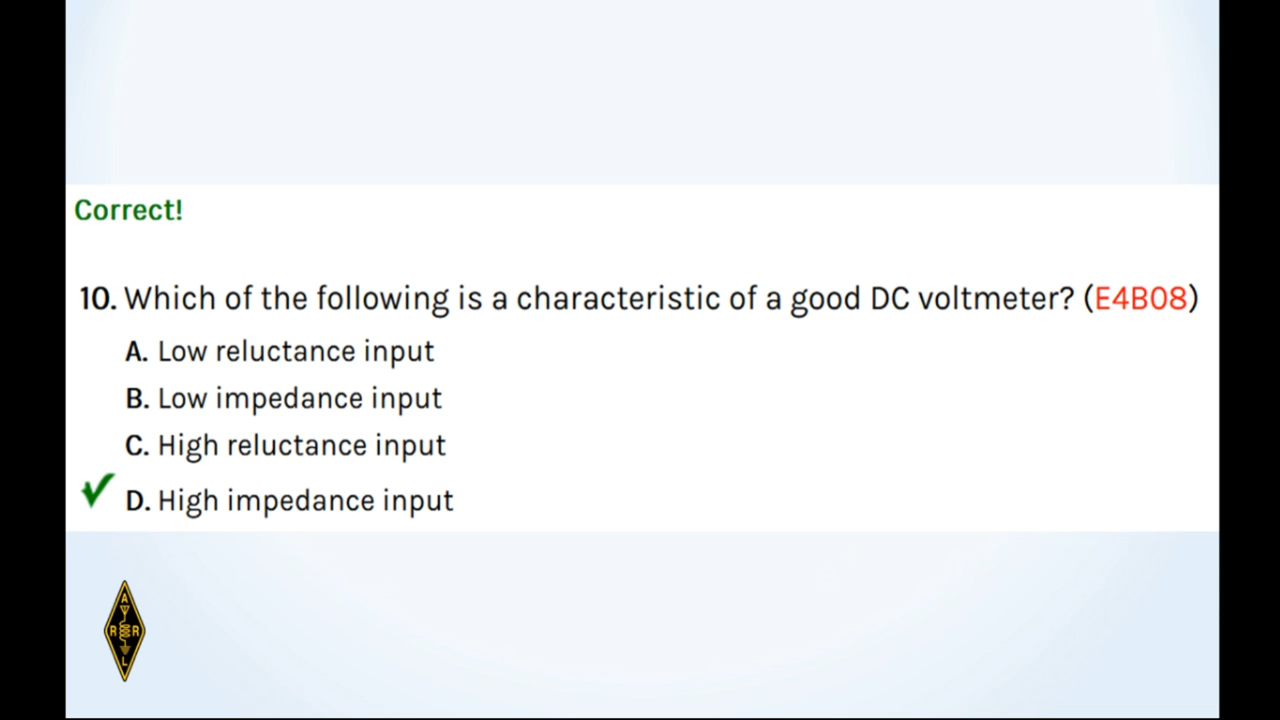 Correct!
10. Which of the following is a characteristic of a good DC voltmeter? (E4B08)
A. Low reluctance input
B. Low impedance input
C. High reluctance input
D. High impedance input
A
R R
L